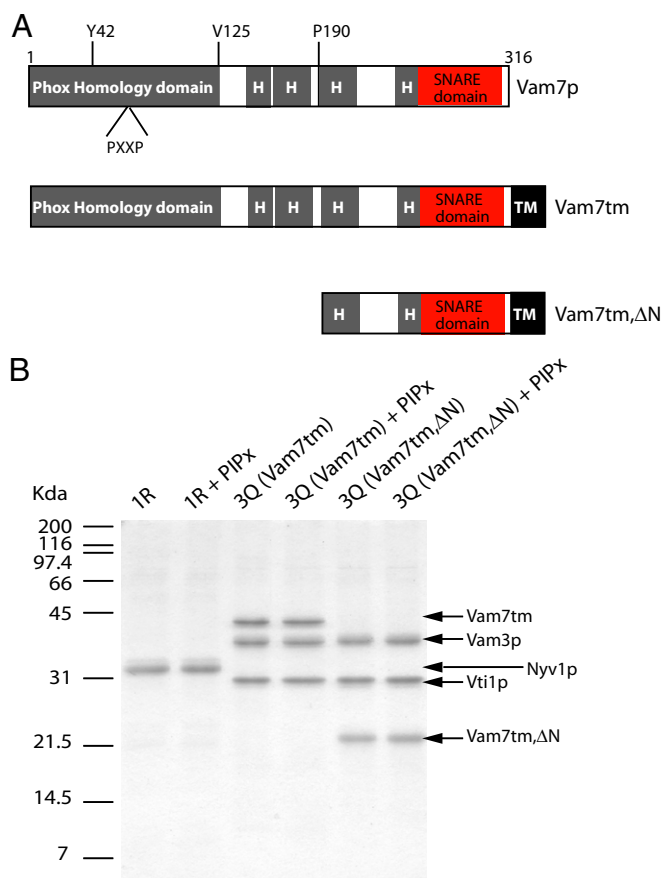 A
Y42 V125 P190
1 316
Phox Homology domain H H H H SNARE domain Vam7p
PXXP
Phox Homology domain H H H H SNARE domain TM Vam7tm
H H SNARE domain TM Vam7tm,ΔN
B
1R
1R + PIPx
3Q (Vam7tm)
3Q (Vam7tm) + PIPx
3Q (Vam7tm,ΔN)
3Q (Vam7tm,ΔN) + PIPx
Kda
200
116
97.4
66
45
31
21.5
14.5
7
Vam7tm
Vam3p
Nyv1p
Vti1p
Vam7tm,ΔN